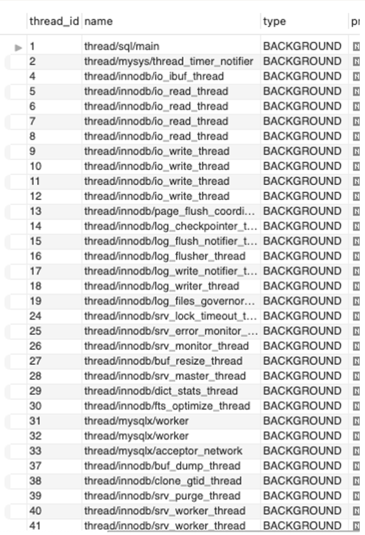 thread_id name type
1 thread/sql/main BACKGROUND
2 thread/mysys/thread_timer_notifier BACKGROUND
4 thread/innodb/io_ibuf_thread BACKGROUND
5 thread/innodb/io_read_thread BACKGROUND
6 thread/innodb/io_read_thread BACKGROUND
7 thread/innodb/io_read_thread BACKGROUND
8 thread/innodb/io_read_thread BACKGROUND
9 thread/innodb/io_write_thread BACKGROUND
10 thread/innodb/io_write_thread BACKGROUND
11 thread/innodb/io_write_thread BACKGROUND
12 thread/innodb/io_write_thread BACKGROUND
13 thread/innodb/page_flush_coordi... BACKGROUND
14 thread/innodb/log_checkpointer_t... BACKGROUND
15 thread/innodb/log_flush_notifier_t... BACKGROUND
16 thread/innodb/log_flusher_thread BACKGROUND
17 thread/innodb/log_write_notifier_t... BACKGROUND
18 thread/innodb/log_writer_thread BACKGROUND
19 thread/innodb/log_files_governor... BACKGROUND
24 thread/innodb/srv_lock_timeout_t... BACKGROUND
25 thread/innodb/srv_error_monitor_... BACKGROUND
26 thread/innodb/srv_monitor_thread BACKGROUND
27 thread/innodb/buf_resize_thread BACKGROUND
28 thread/innodb/srv_master_thread BACKGROUND
29 thread/innodb/dict_stats_thread BACKGROUND
30 thread/innodb/fts_optimize_thread BACKGROUND
31 thread/mysqlx/worker BACKGROUND
32 thread/mysqlx/worker BACKGROUND
33 thread/mysqlx/acceptor_network BACKGROUND
37 thread/innodb/buf_dump_thread BACKGROUND
38 thread/innodb/clone_gtid_thread BACKGROUND
39 thread/innodb/srv_purge_thread BACKGROUND
40 thread/innodb/srv_worker_thread BACKGROUND
41 thread/innodb/srv_worker_thread BACKGROUND